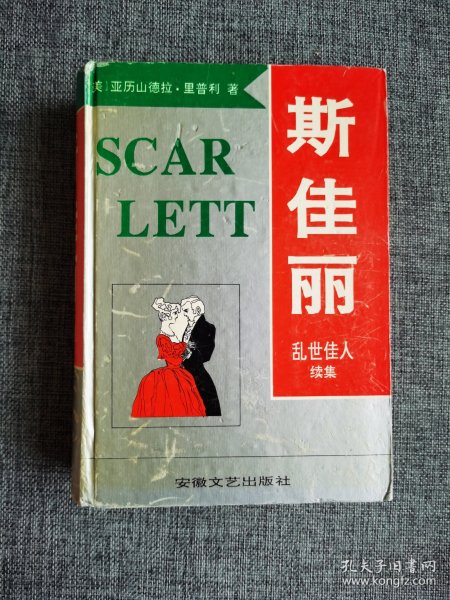 美〕亚历山德拉·里普利 著
SCAR
LETT
斯佳丽
乱世佳人
续集
安徽文艺出版社
孔夫子旧书网
www.kongfz.com